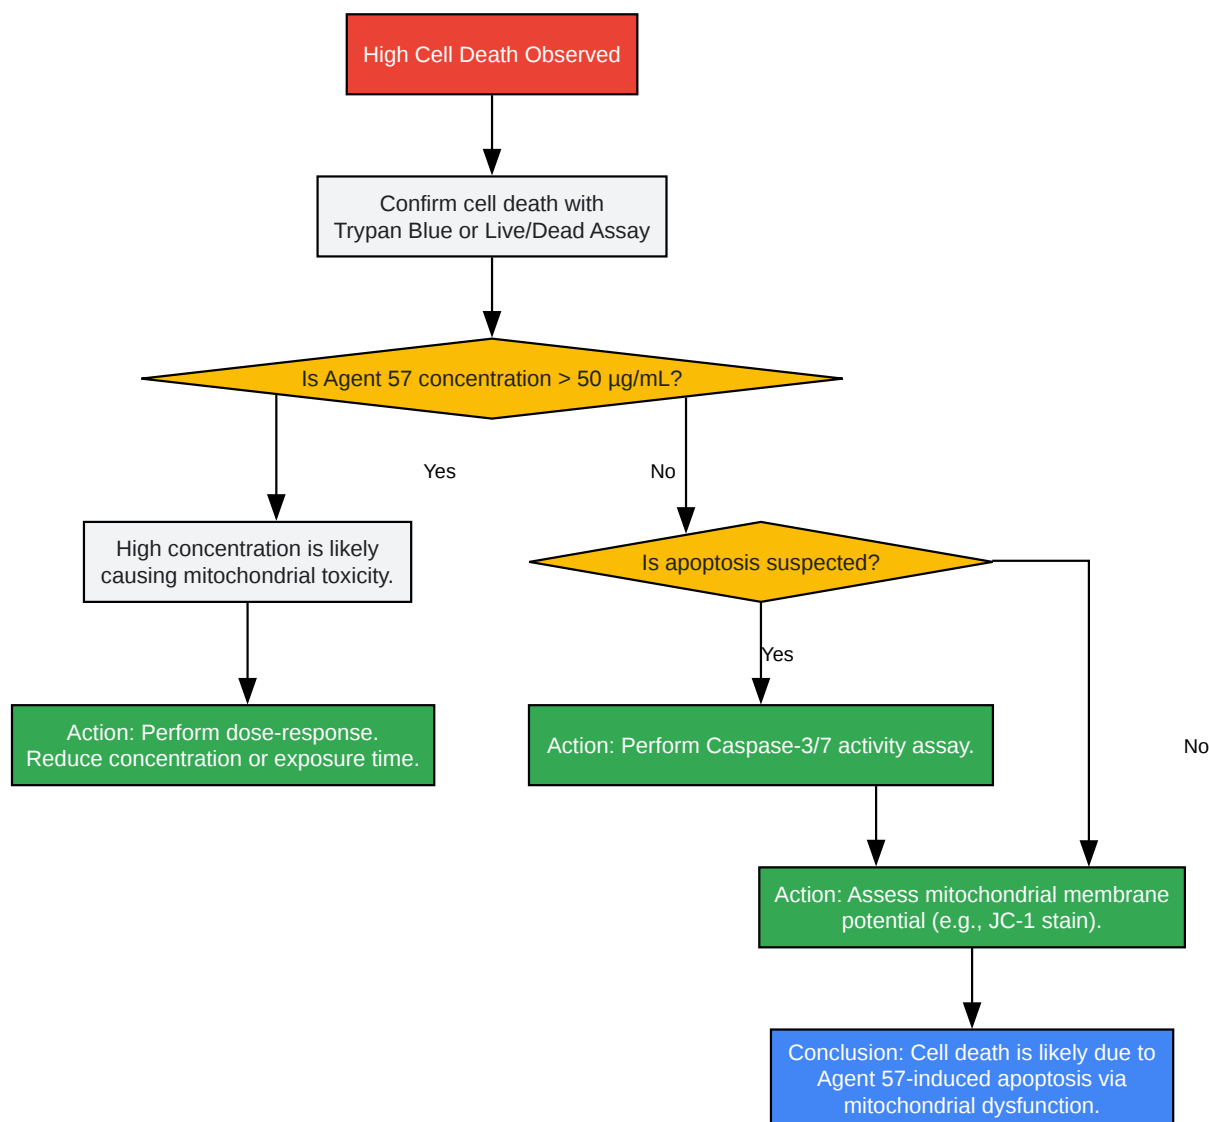 High Cell Death Observed
Confirm cell death with
Trypan Blue or Live/Dead Assay
Is Agent 57 concentration > 50 µg/mL?
Yes
No
High concentration is likely
causing mitochondrial toxicity.
Is apoptosis suspected?
Yes
Action: Perform dose-response.
Reduce concentration or exposure time.
Action: Perform Caspase-3/7 activity assay.
No
Action: Assess mitochondrial membrane
potential (e.g., JC-1 stain).
Conclusion: Cell death is likely due to
Agent 57-induced apoptosis via
mitochondrial dysfunction.